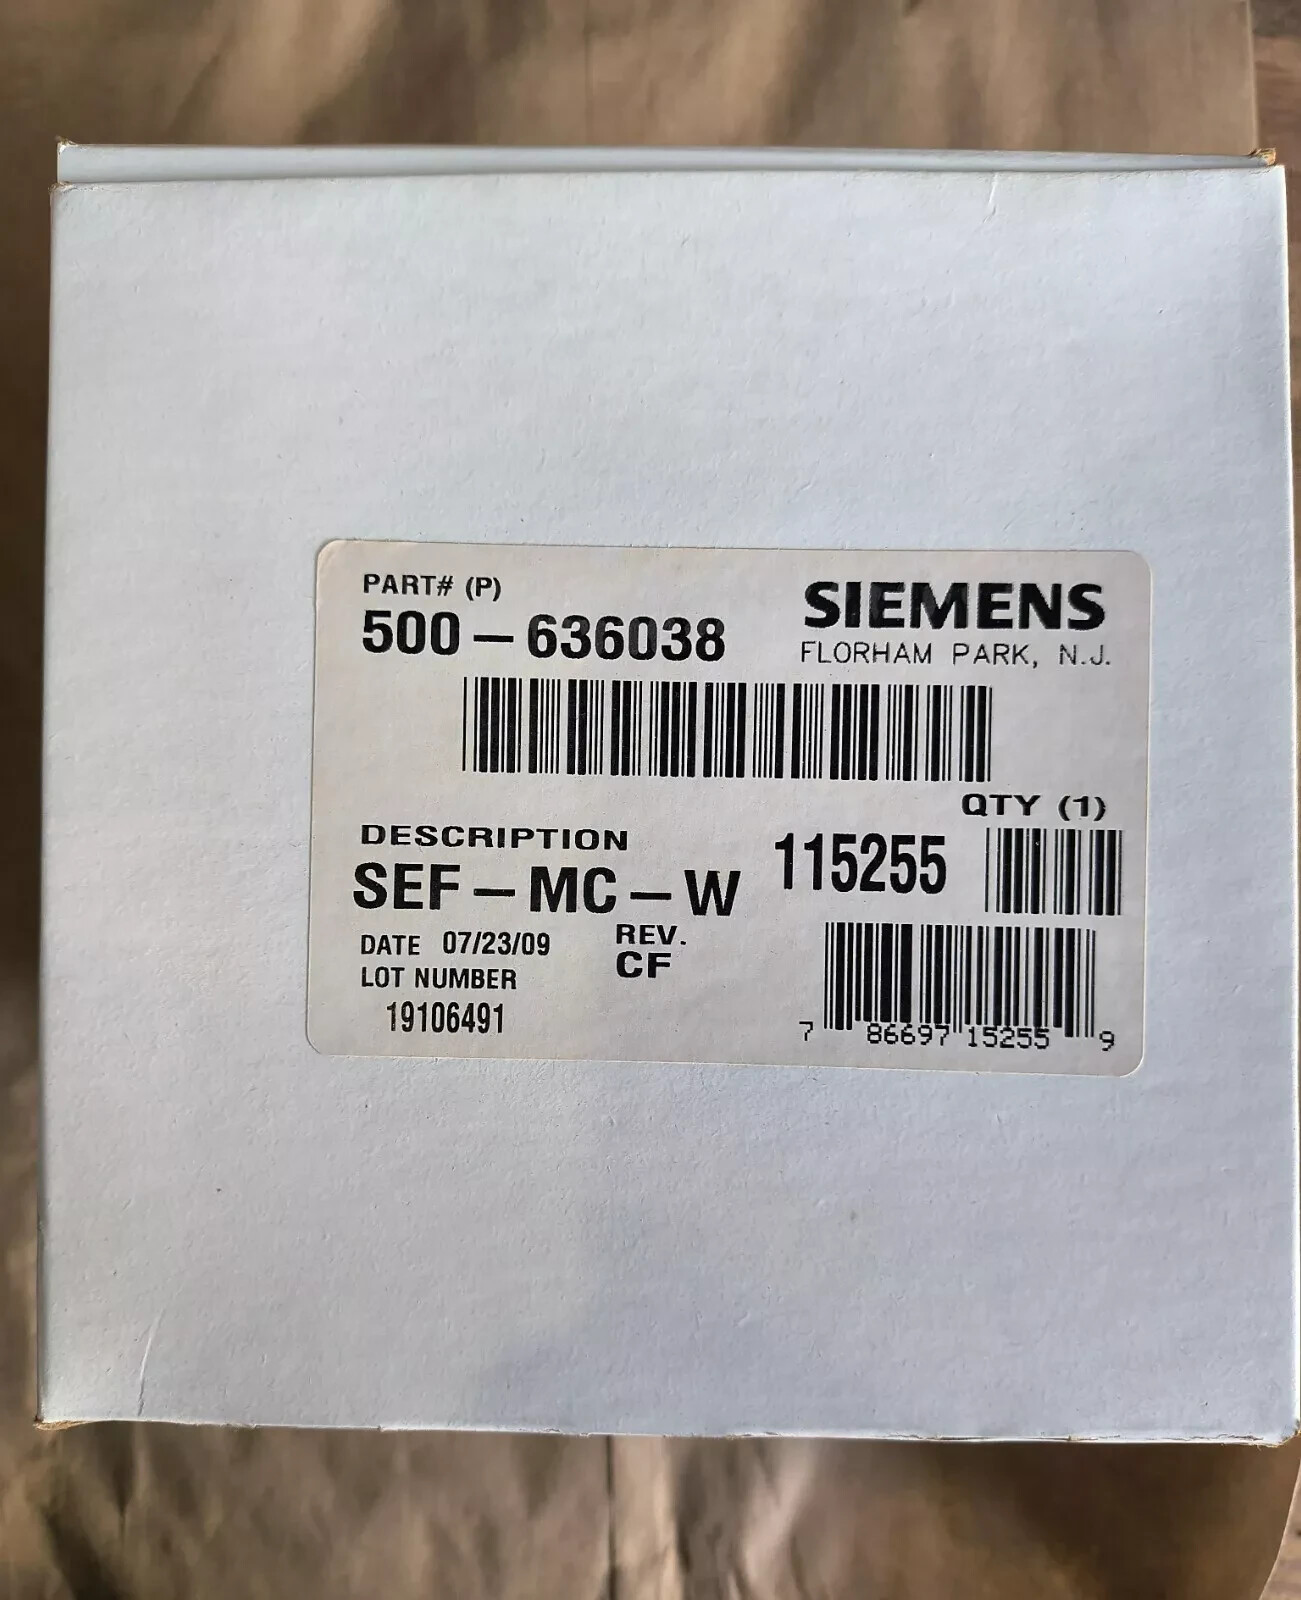 PART# (P)
500-636038
SIEMENS
FLORHAM PARK, N.J.
QTY (1)
DESCRIPTION
SEF-MC-W
115255
DATE 07/23/09
REV.
CF
LOT NUMBER
19106491
7 86697 15255 9